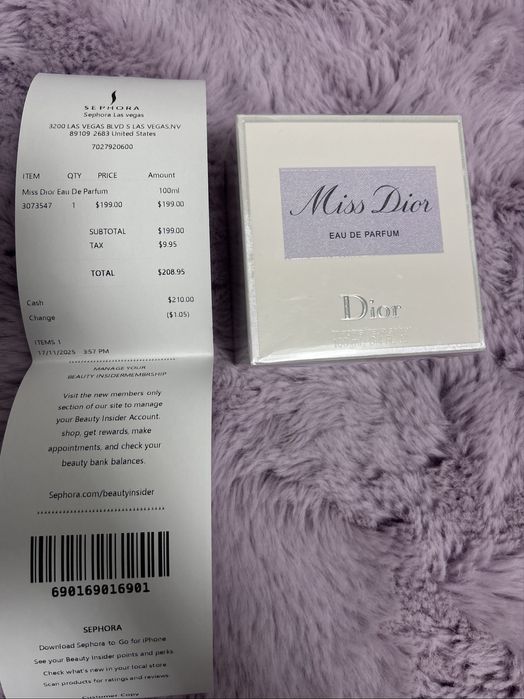 SEPHORA
Sephora Las vegas
3200 LAS VEGAS BLVD S LAS VEGAS,NV
89109 2683 United States
7027920600
ITEM QTY PRICE Amount
Miss Dior Eau De Parfum 100ml
3073547 1 $199.00 $199.00
SUBTOTAL $199.00
TAX $9.95
TOTAL $208.95
Cash $210.00
Change ($1.05)
ITEMS 1
17/11/2025 3:57 PM
MANAGE YOUR
BEAUTY INSIDERMEMBRSHIP
Visit the new members only
section of our site to manage
your Beauty Insider Account.
shop, get rewards, make
appointments, and check your
beauty bank balances.
Sephora.com/beautyinsider
690169016901
SEPHORA
Download Sephora to Go for iPhone
See your Beauty Insider points and perks
Check what's new in your local store
Scan products for ratings and reviews
Customer Copy
Miss Dior
EAU DE PARFUM
Dior